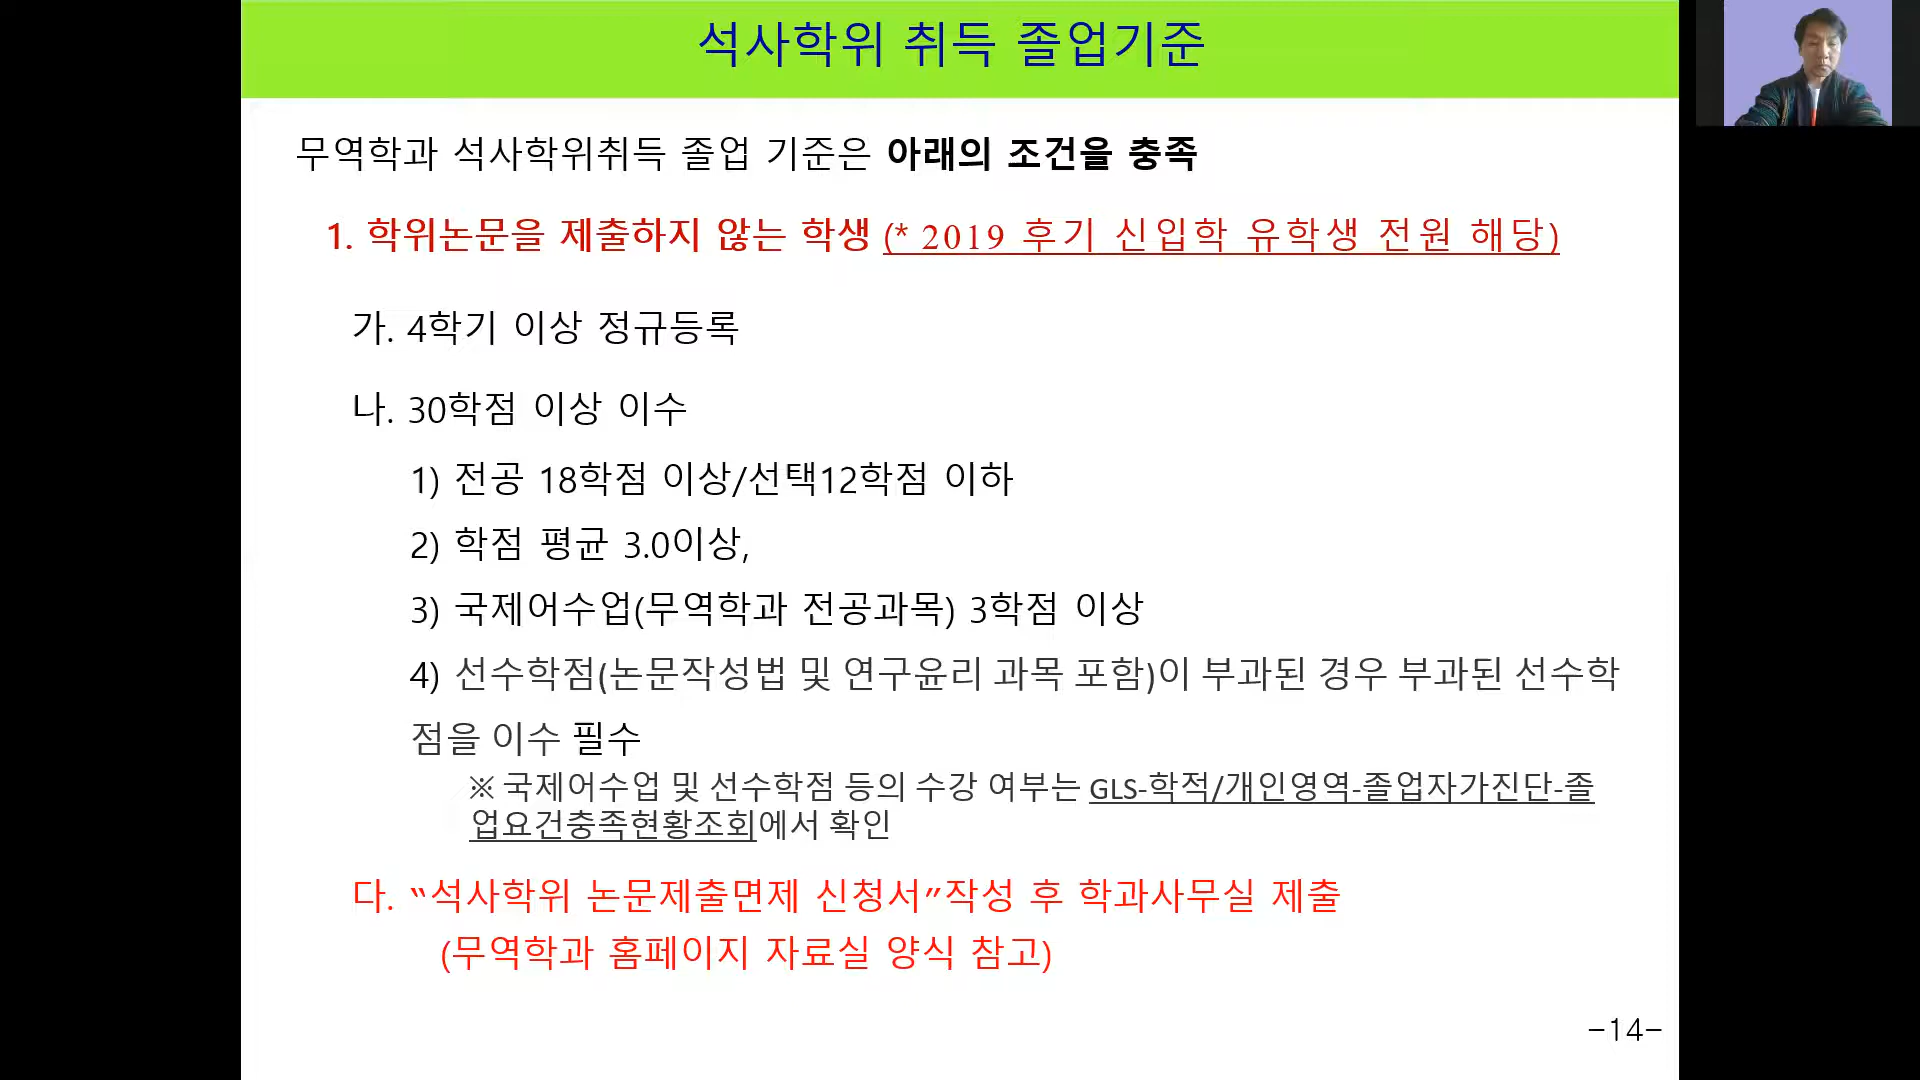 석사학위 취득 졸업기준
무역학과 석사학위취득 졸업 기준은 아래의 조건을 충족
1. 학위논문을 제출하지 않는 학생 (* 2019 후기 신입학 유학생 전원 해당)
가. 4학기 이상 정규등록
나. 30학점 이상 이수
1) 전공 18학점 이상/선택12학점 이하
2) 학점 평균 3.0이상,
3) 국제어수업(무역학과 전공과목) 3학점 이상
4) 선수학점(논문작성법 및 연구윤리 과목 포함)이 부과된 경우 부과된 선수학
점을 이수 필수
※ 국제어수업 및 선수학점 등의 수강 여부는 GLS-학적/개인영역-졸업자가진단-졸
업요건충족현황조회에서 확인
다. “석사학위 논문제출면제 신청서”작성 후 학과사무실 제출
(무역학과 홈페이지 자료실 양식 참고)
-14-